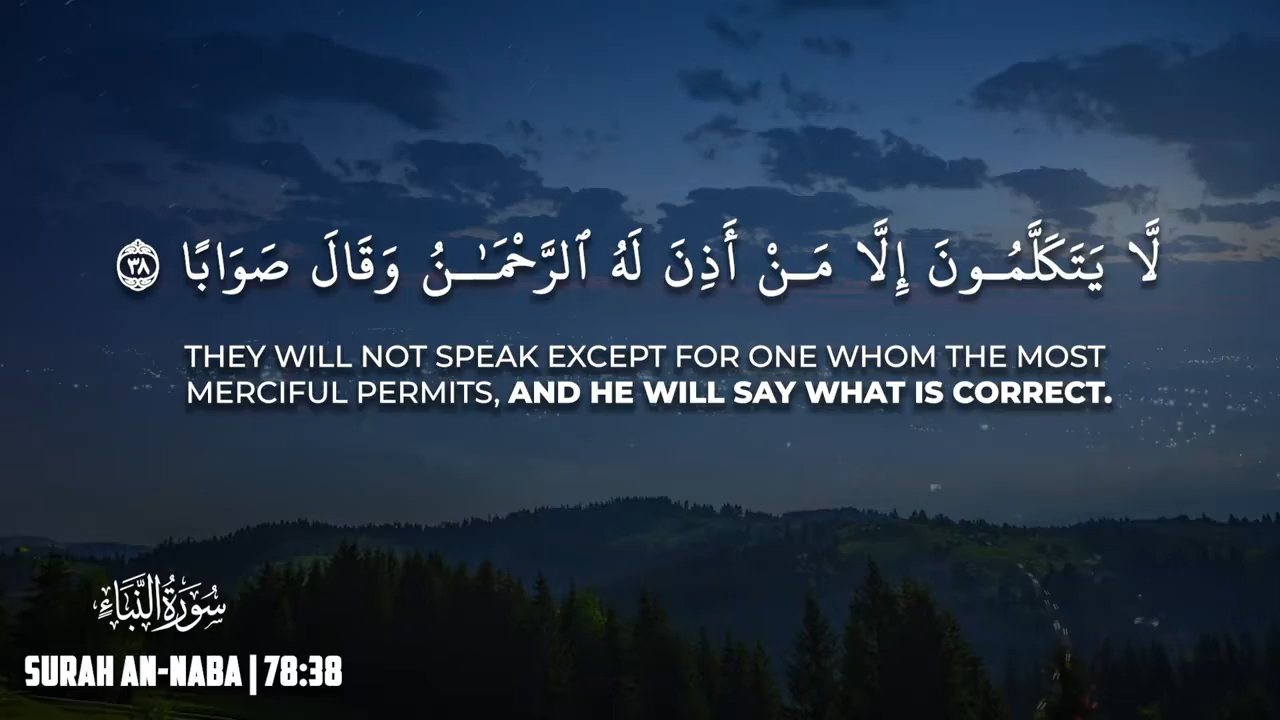 لَّا يَتَكَلَّمُونَ إِلَّا مَنْ أَذِنَ لَهُ ٱلرَّحْمَـٰنُ وَقَالَ صَوَابًا ٣٨
THEY WILL NOT SPEAK EXCEPT FOR ONE WHOM THE MOST
MERCIFUL PERMITS, AND HE WILL SAY WHAT IS CORRECT.
سُورَةُ النَّبَاءِ
SURAH AN-NABA | 78:38